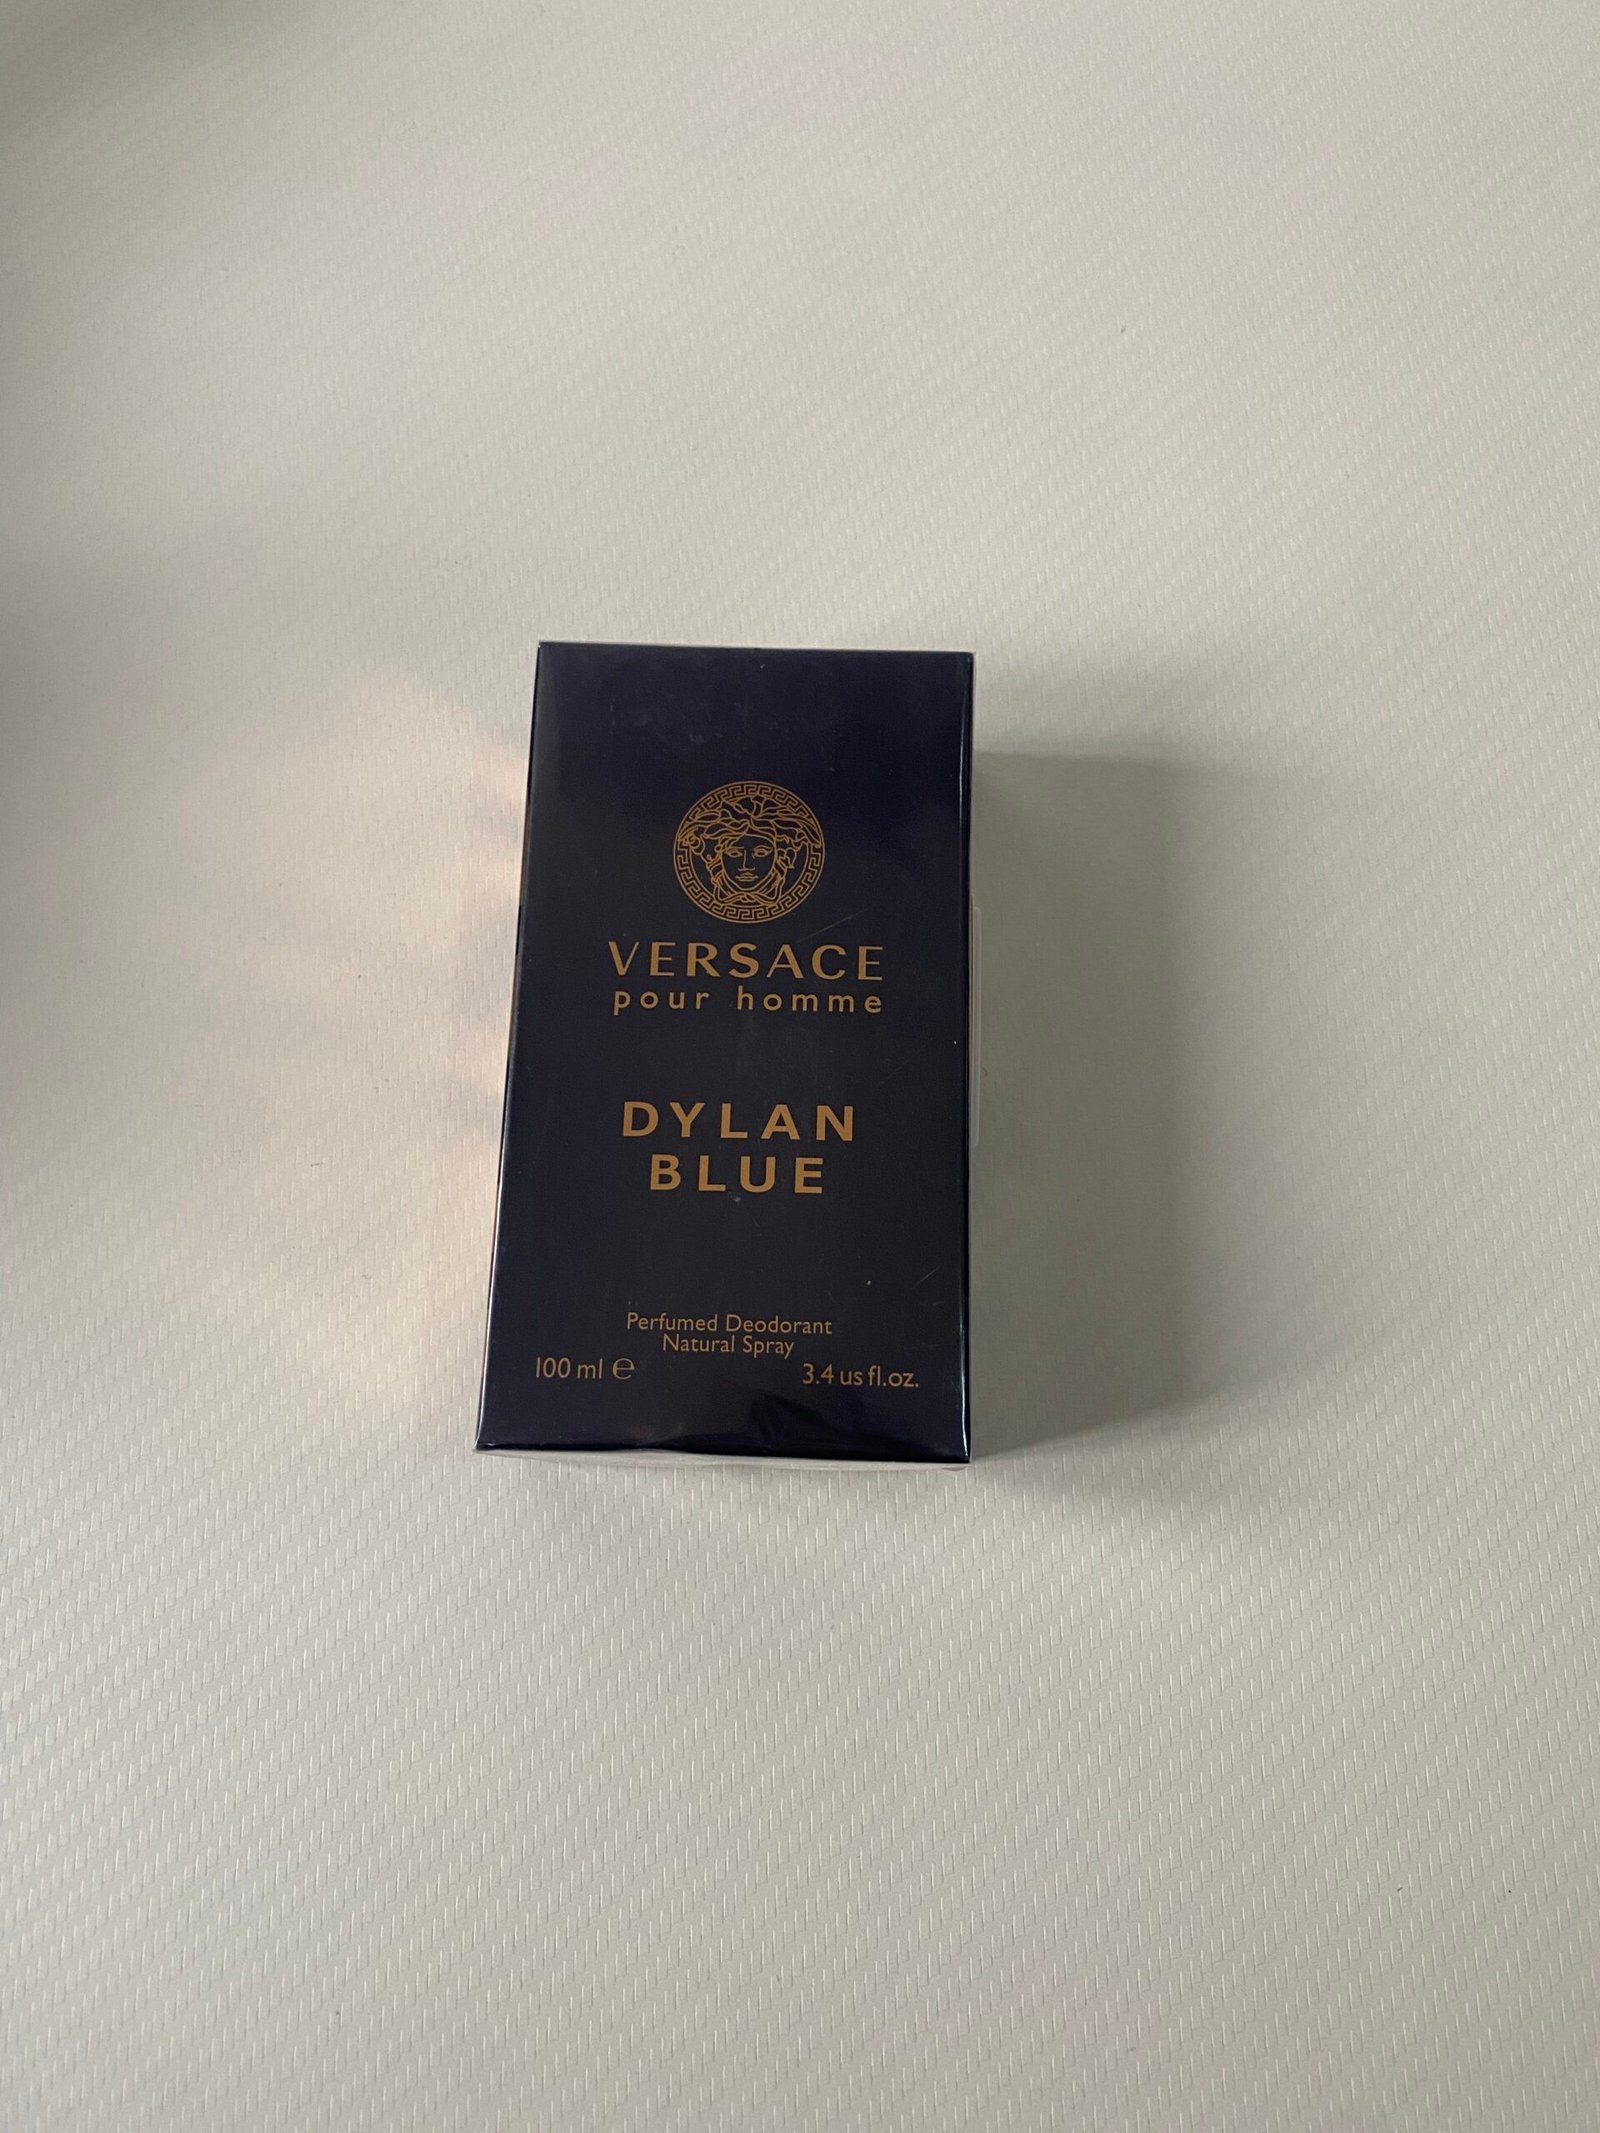 VERSACE
pour homme
DYLAN
BLUE
Perfumed Deodorant
Natural Spray
100 ml ℮ 3.4 us fl.oz.